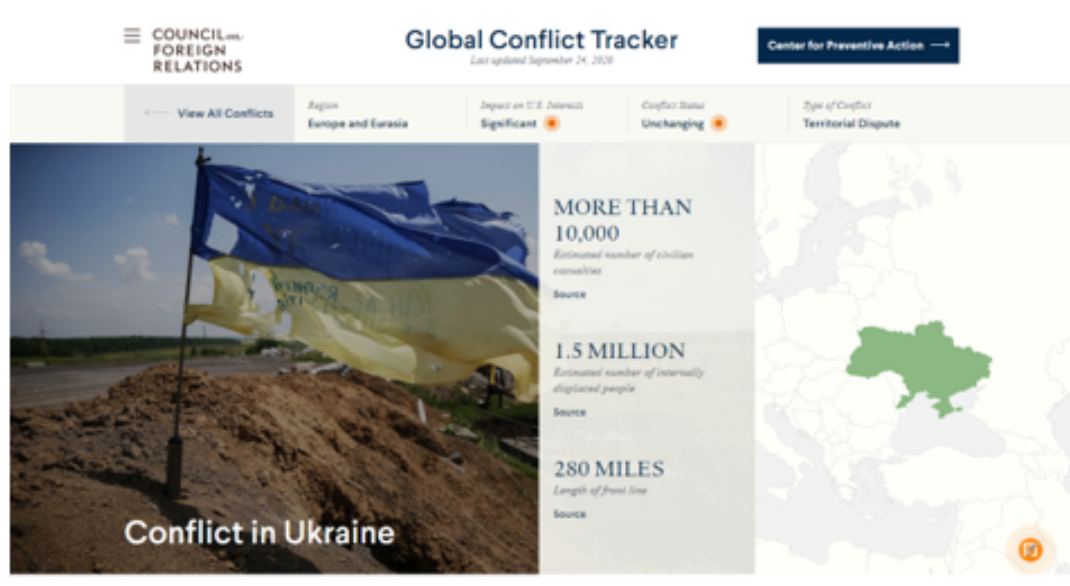 COUNCIL on
FOREIGN
RELATIONS
Global Conflict Tracker
Last updated September 24, 2020
Center for Preventive Action
View All Conflicts
Region
Europe and Eurasia
Impact on U.S. Interests
Significant
Conflict Status
Unchanging
Type of Conflict
Territorial Dispute
MORE THAN
10,000
Estimated number of civilian
casualties
Source
1.5 MILLION
Estimated number of internally
displaced people
Source
280 MILES
Length of front line
Source
Conflict in Ukraine